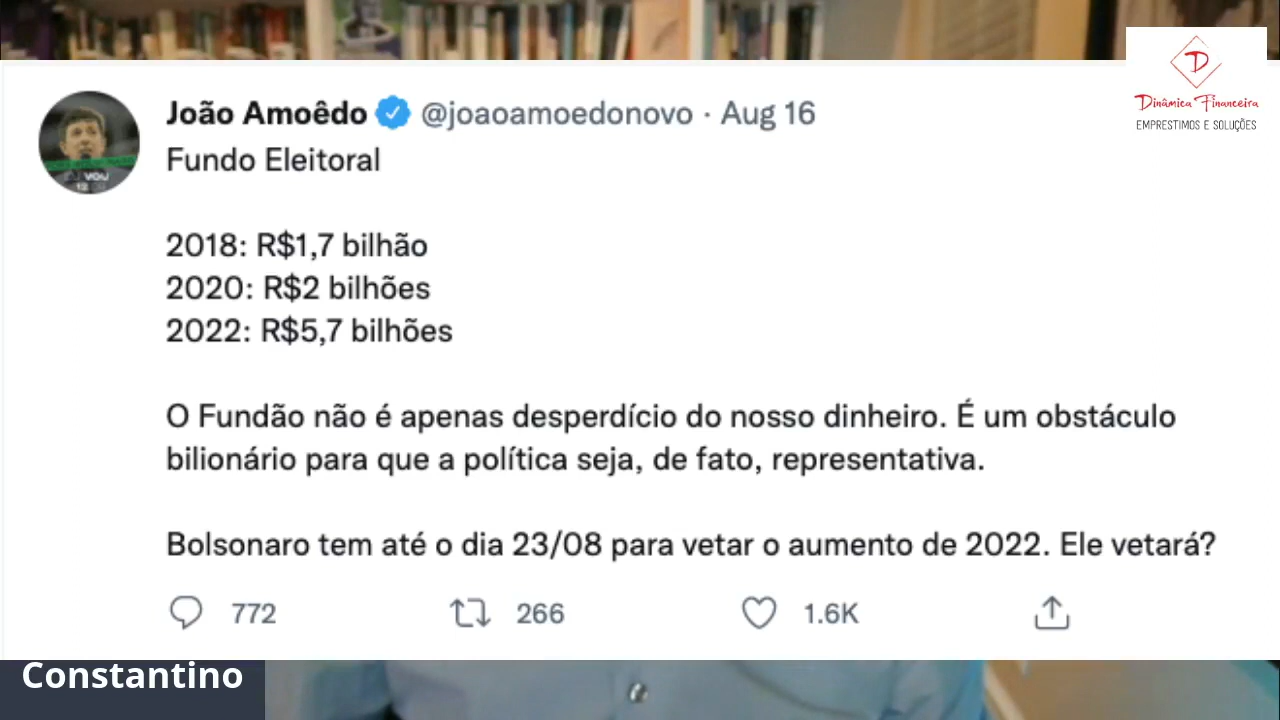 João Amoêdo @joaoamoedonovo · Aug 16
Fundo Eleitoral
2018: R$1,7 bilhão
2020: R$2 bilhões
2022: R$5,7 bilhões
O Fundão não é apenas desperdício do nosso dinheiro. É um obstáculo
bilionário para que a política seja, de fato, representativa.
Bolsonaro tem até o dia 23/08 para vetar o aumento de 2022. Ele vetará?
772 266 1.6K
D
Dinâmica Financeira
EMPRESTIMOS E SOLUÇÕES
VOU
Constantino